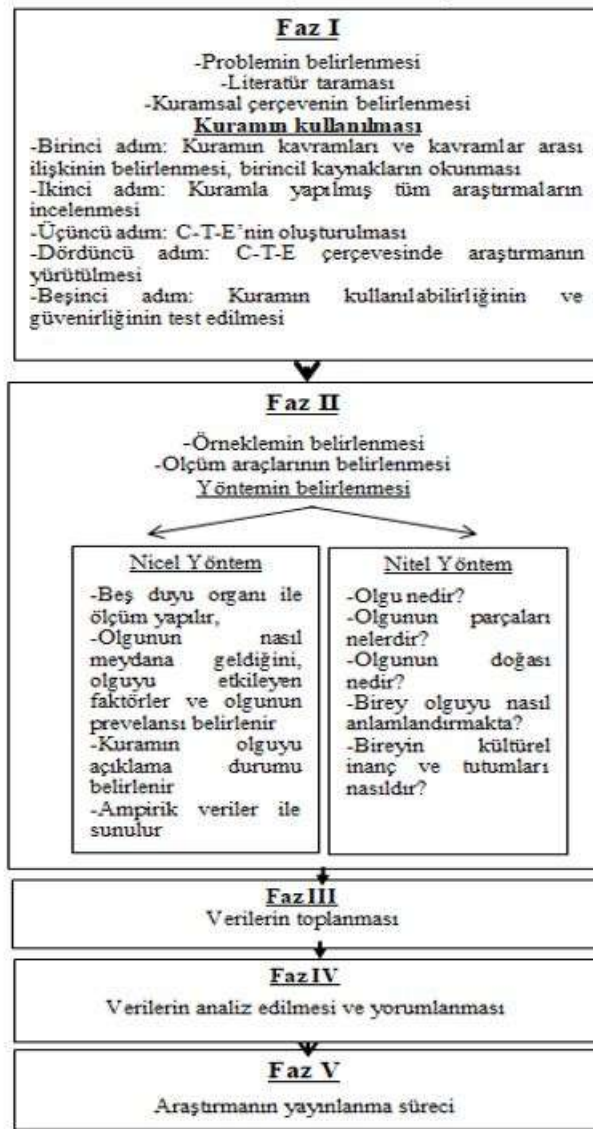 Faz I
-Problemin belirlenmesi
-Literatür taraması
-Kuramsal çerçevenin belirlenmesi
Kuramın kullanılması
-Birinci adım: Kuramın kavramları ve kavramlar arası
ilişkinin belirlenmesi, birincil kaynakların okunması
-Ikinci adım: Kuramla yapılmış tüm araştırmaların
incelenmesi
-Üçüncü adım: C-T-E'nin oluşturulması
-Dördüncü adım: C-T-E çerçevesinde araştırmanın
yürütülmesi
-Beşinci adım: Kuramın kullanılabilirliğinin ve
güvenirliğinin test edilmesi
Faz II
-Örneklemin belirlenmesi
-Olçüm araçlarının belirlenmesi
Yöntemin belirlenmesi
Nicel Yöntem
-Beş duyu organı ile
ölçüm yapılır,
-Olgunun nasıl
meydana geldiğini,
olguyu etkileyen
faktörler ve olgunun
prevelansı belirlenir
-Kuramın olguyu
açıklama durumu
belirlenir
-Ampirik veriler ile
sunulur
Nitel Yöntem
-Olgu nedir?
-Olgunun parçaları
nelerdir?
-Olgunun doğası
nedir?
-Birey olguyu nasıl
anlamlandırmakta?
-Bireyin kültürel
inanç ve tutumları
nasıldır?
Faz III
Verilerin toplanması
Faz IV
Verilerin analiz edilmesi ve yorumlanması
Faz V
Araştırmanın yayınlanma süreci